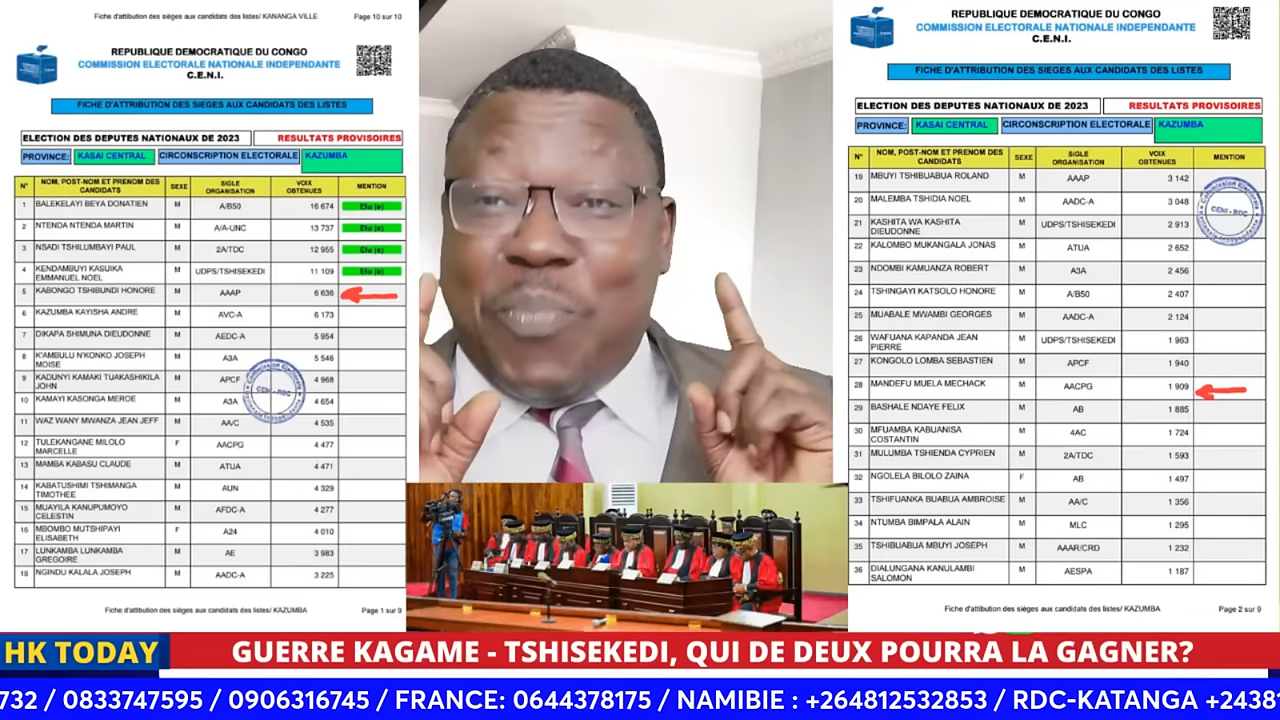 Fiche d'attribution des sièges aux candidats des listes/ KANANGA VILLE Page 10 sur 10
REPUBLIQUE DEMOCRATIQUE DU CONGO
COMMISSION ELECTORALE NATIONALE INDEPENDANTE
C.E.N.I.
FICHE D'ATTRIBUTION DES SIEGES AUX CANDIDATS DES LISTES
ELECTION DES DEPUTES NATIONAUX DE 2023 RESULTATS PROVISOIRES
PROVINCE: KASAI CENTRAL CIRCONSCRIPTION ELECTORALE KAZUMBA
N° NOM, POST-NOM ET PRENOM DES CANDIDATS SEXE SIGLE ORGANISATION VOIX OBTENUES MENTION
1 BALEKELAYI BEYA DONATIEN M A/B50 16 674 Elu (e)
2 NTENDA NTENDA MARTIN M A/A-UNC 13 737 Elu (e)
3 NSADI TSHILUMBAYI PAUL M 2A/TDC 12 955 Elu (e)
4 KENDAMBUYI KASUIKA EMMANUEL NOEL M UDPS/TSHISEKEDI 11 109 Elu (e)
5 KABONGO TSHIBUNDI HONORE M AAAP 6 636
6 KAZUMBA KAYISHA ANDRE M AVC-A 6 173
7 DIKAPA SHIMUNA DIEUDONNE M AEDC-A 5 954
8 K'AMBULU N'KONKO JOSEPH MOISE M A3A 5 546
9 KADUNYI KAMAKI TUAKASHIKILA JOHN M APCF 4 968
10 KAMAYI KASONGA MEROE M A3A 4 654
11 WAZ WANY MWANZA JEAN JEFF M AA/C 4 535
12 TULEKANGANE MILOLO MARCELLE F AACPG 4 477
13 MAMBA KABASU CLAUDE M ATUA 4 471
14 KABATUSHIMI TSHIMANGA TIMOTHEE M AUN 4 329
15 MUAYILA KANUPUMOYO CELESTIN M AFDC-A 4 277
16 MBOMBO MUTSHIPAYI ELISABETH F A24 4 010
17 LUNKAMBA LUNKAMBA GREGOIRE M AE 3 983
18 NGINDU KALALA JOSEPH M AADC-A 3 225
CENI - RDC
Fiche d'attibution des sièges aux candidats des listes/ KAZUMBA Page 1 sur 9
REPUBLIQUE DEMOCRATIQUE DU CONGO
COMMISSION ELECTORALE NATIONALE INDEPENDANTE
C.E.N.I.
FICHE D'ATTRIBUTION DES SIEGES AUX CANDIDATS DES LISTES
ELECTION DES DEPUTES NATIONAUX DE 2023 RESULTATS PROVISOIRES
PROVINCE: KASAI CENTRAL CIRCONSCRIPTION ELECTORALE KAZUMBA
N° NOM, POST-NOM ET PRENOM DES CANDIDATS SEXE SIGLE ORGANISATION VOIX OBTENUES MENTION
19 MBUYI TSHIBUABUA ROLAND M AAAP 3 142
20 MALEMBA TSHIDIA NOEL M AADC-A 3 048
21 KASHITA WA KASHITA DIEUDONNE M UDPS/TSHISEKEDI 2 913
22 KALOMBO MUKANGALA JONAS M ATUA 2 652
23 NDOMBI KAMUANZA ROBERT M A3A 2 456
24 TSHINGAYI KATSOLO HONORE M A/B50 2 407
25 MUABALE MWAMBI GEORGES M AADC-A 2 124
26 WAFUANA KAPANDA JEAN PIERRE M UDPS/TSHISEKEDI 1 963
27 KONGOLO LOMBA SEBASTIEN M APCF 1 940
28 MANDEFU MUELA MECHACK M AACPG 1 909
29 BASHALE NDAYE FELIX M AB 1 885
30 MFUAMBA KABUANISA COSTANTIN M 4AC 1 724
31 MULUMBA TSHIENDA CYPRIEN M 2A/TDC 1 593
32 NGOLELA BILOLO ZAINA F AB 1 497
33 TSHIFUANKA BUABUA AMBROISE M AA/C 1 356
34 NTUMBA BIMPALA ALAIN M MLC 1 295
35 TSHIBUABUA MBUYI JOSEPH M AAAR/CRD 1 232
36 DIALUNGANA KANULAMBI SALOMON M AESPA 1 187
CENI - RDC
Fiche d'attibution des sièges aux candidats des listes/ KAZUMBA Page 2 sur 9
HK TODAY GUERRE KAGAME - TSHISEKEDI, QUI DE DEUX POURRA LA GAGNER?
732 / 0833747595 / 0906316745 / FRANCE: 0644378175 / NAMIBIE : +264812532853 / RDC-KATANGA +2438